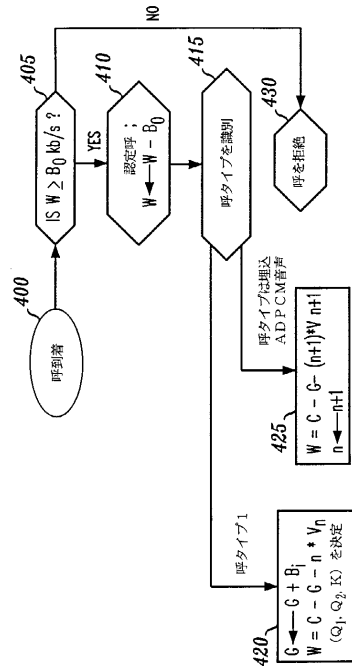 400
呼到着
405
IS W ≥ B₀ kb/s ?
NO
YES
410
認定呼；
W ← W − B₀
415
呼タイプを識別
430
呼を拒絶
呼タイプ1
呼タイプは埋込
ADPCM音声
420
G ← G + Bᵢ
W = C − G − n * Vₙ
(Q₁, Q₂, K) を決定
425
W = C − G − (n+1)*V n+1
n ← n+1